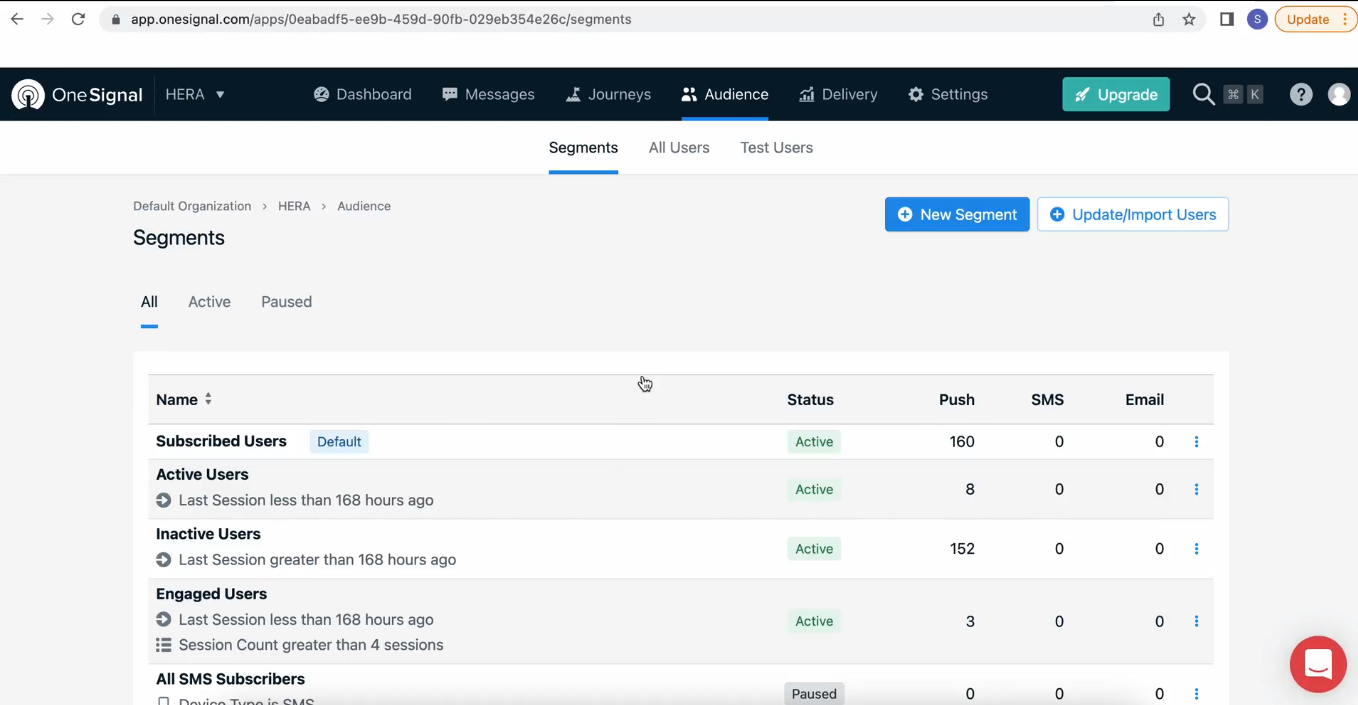 app.onesignal.com/apps/0eabadf5-ee9b-459d-90fb-029eb354e26c/segments
S
Update
OneSignal HERA Dashboard Messages Journeys Audience Delivery Settings Upgrade ⌘ K ?
Segments All Users Test Users
Default Organization > HERA > Audience
New Segment Update/Import Users
Segments
All Active Paused
Name Status Push SMS Email
Subscribed Users Default Active 160 0 0
Active Users
Last Session less than 168 hours ago Active 8 0 0
Inactive Users
Last Session greater than 168 hours ago Active 152 0 0
Engaged Users
Last Session less than 168 hours ago Active 3 0 0
Session Count greater than 4 sessions
All SMS Subscribers
Device Type is SMS Paused 0 0 0